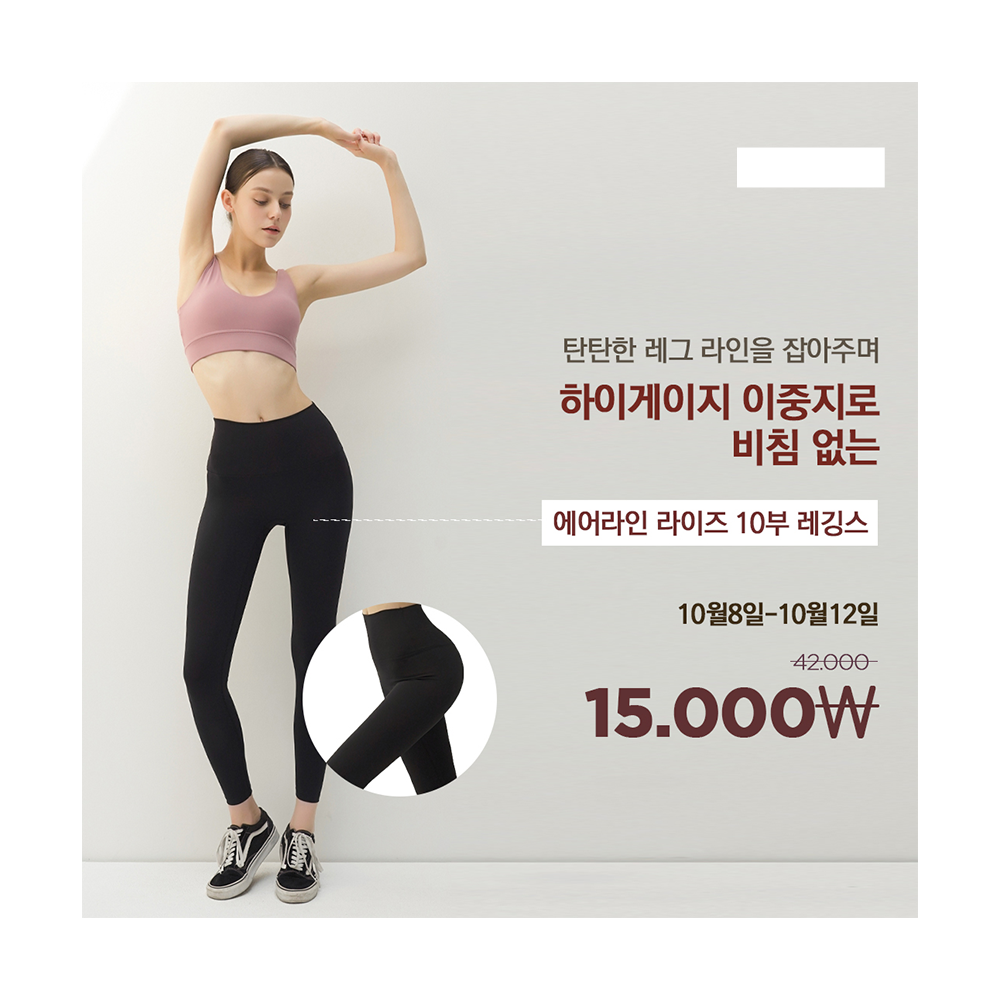 탄탄한 레그 라인을 잡아주며
하이게이지 이중지로
비침 없는
에어라인 라이즈 10부 레깅스
10월8일-10월12일
42.000
15.000₩